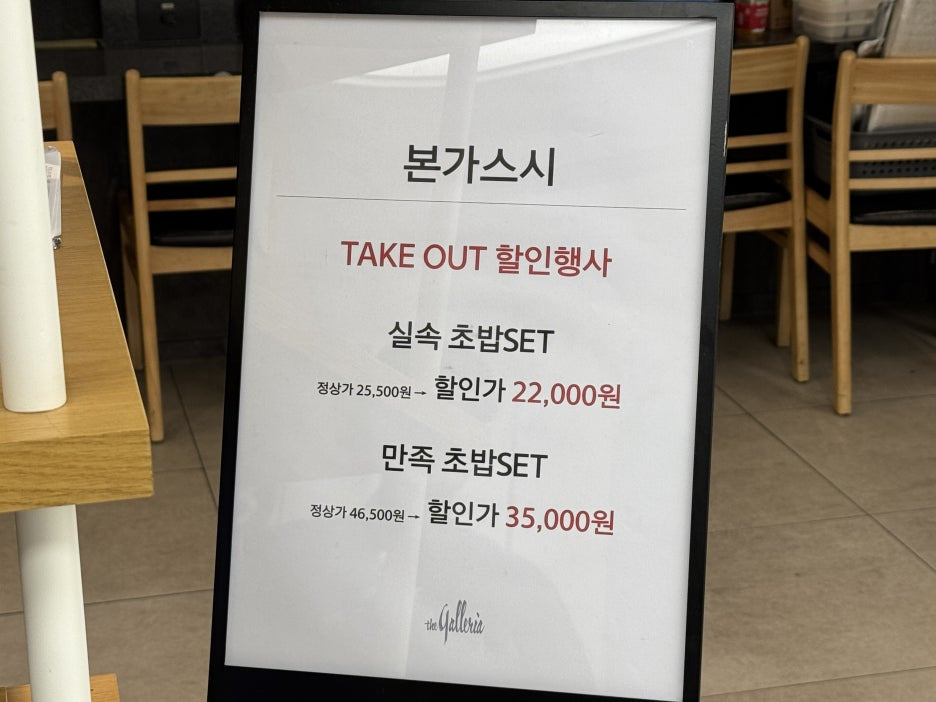 본가스시
TAKE OUT 할인행사
실속 초밥SET
정상가 25,500원→ 할인가 22,000원
만족 초밥SET
정상가 46,500원→ 할인가 35,000원
the Galleria